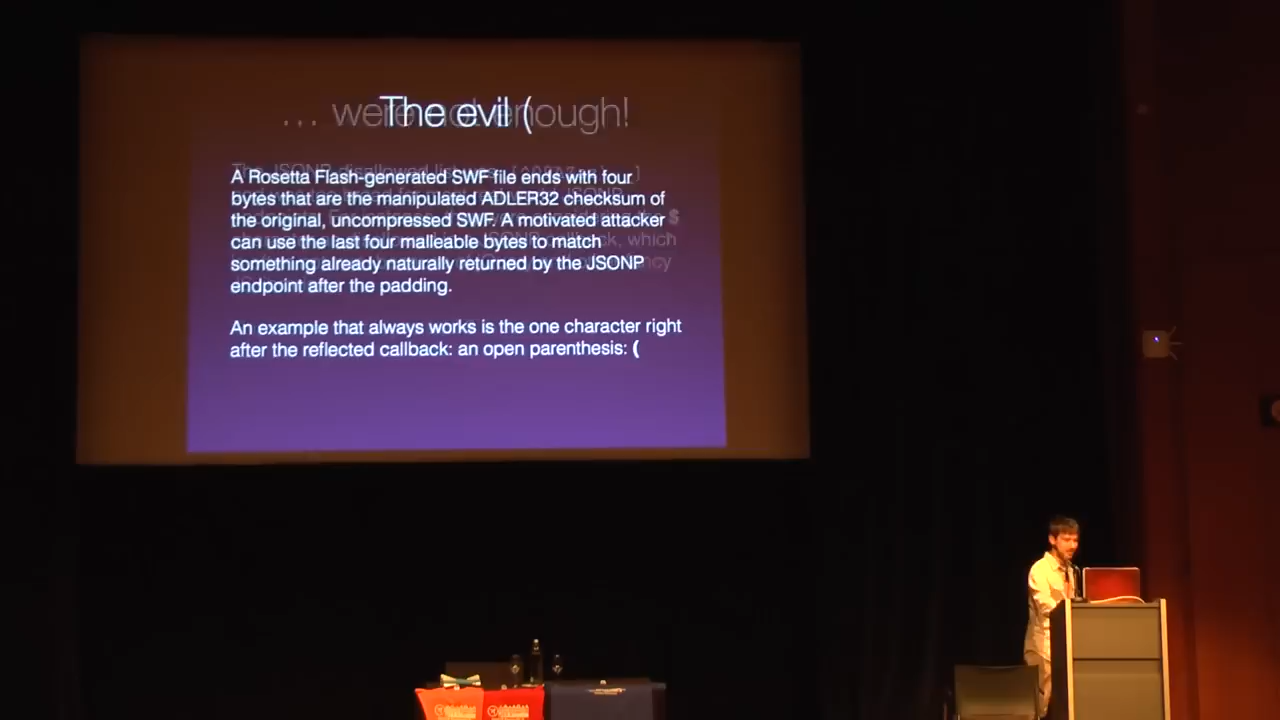 … were not enough!
The evil (
A Rosetta Flash-generated SWF file ends with four
bytes that are the manipulated ADLER32 checksum of
the original, uncompressed SWF. A motivated attacker
can use the last four malleable bytes to match
something already naturally returned by the JSONP
endpoint after the padding.
An example that always works is the one character right
after the reflected callback: an open parenthesis: (